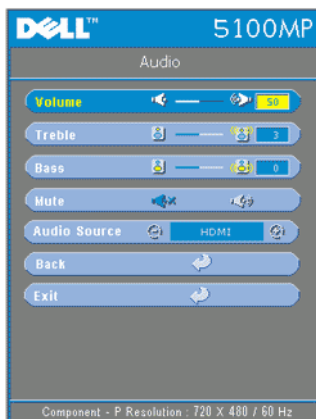 DELL™ 5100MP
Audio
Volume 50
Treble 3
Bass 0
Mute
Audio Source HDMI
Back
Exit
Component - P Resolution : 720 X 480 / 60 Hz